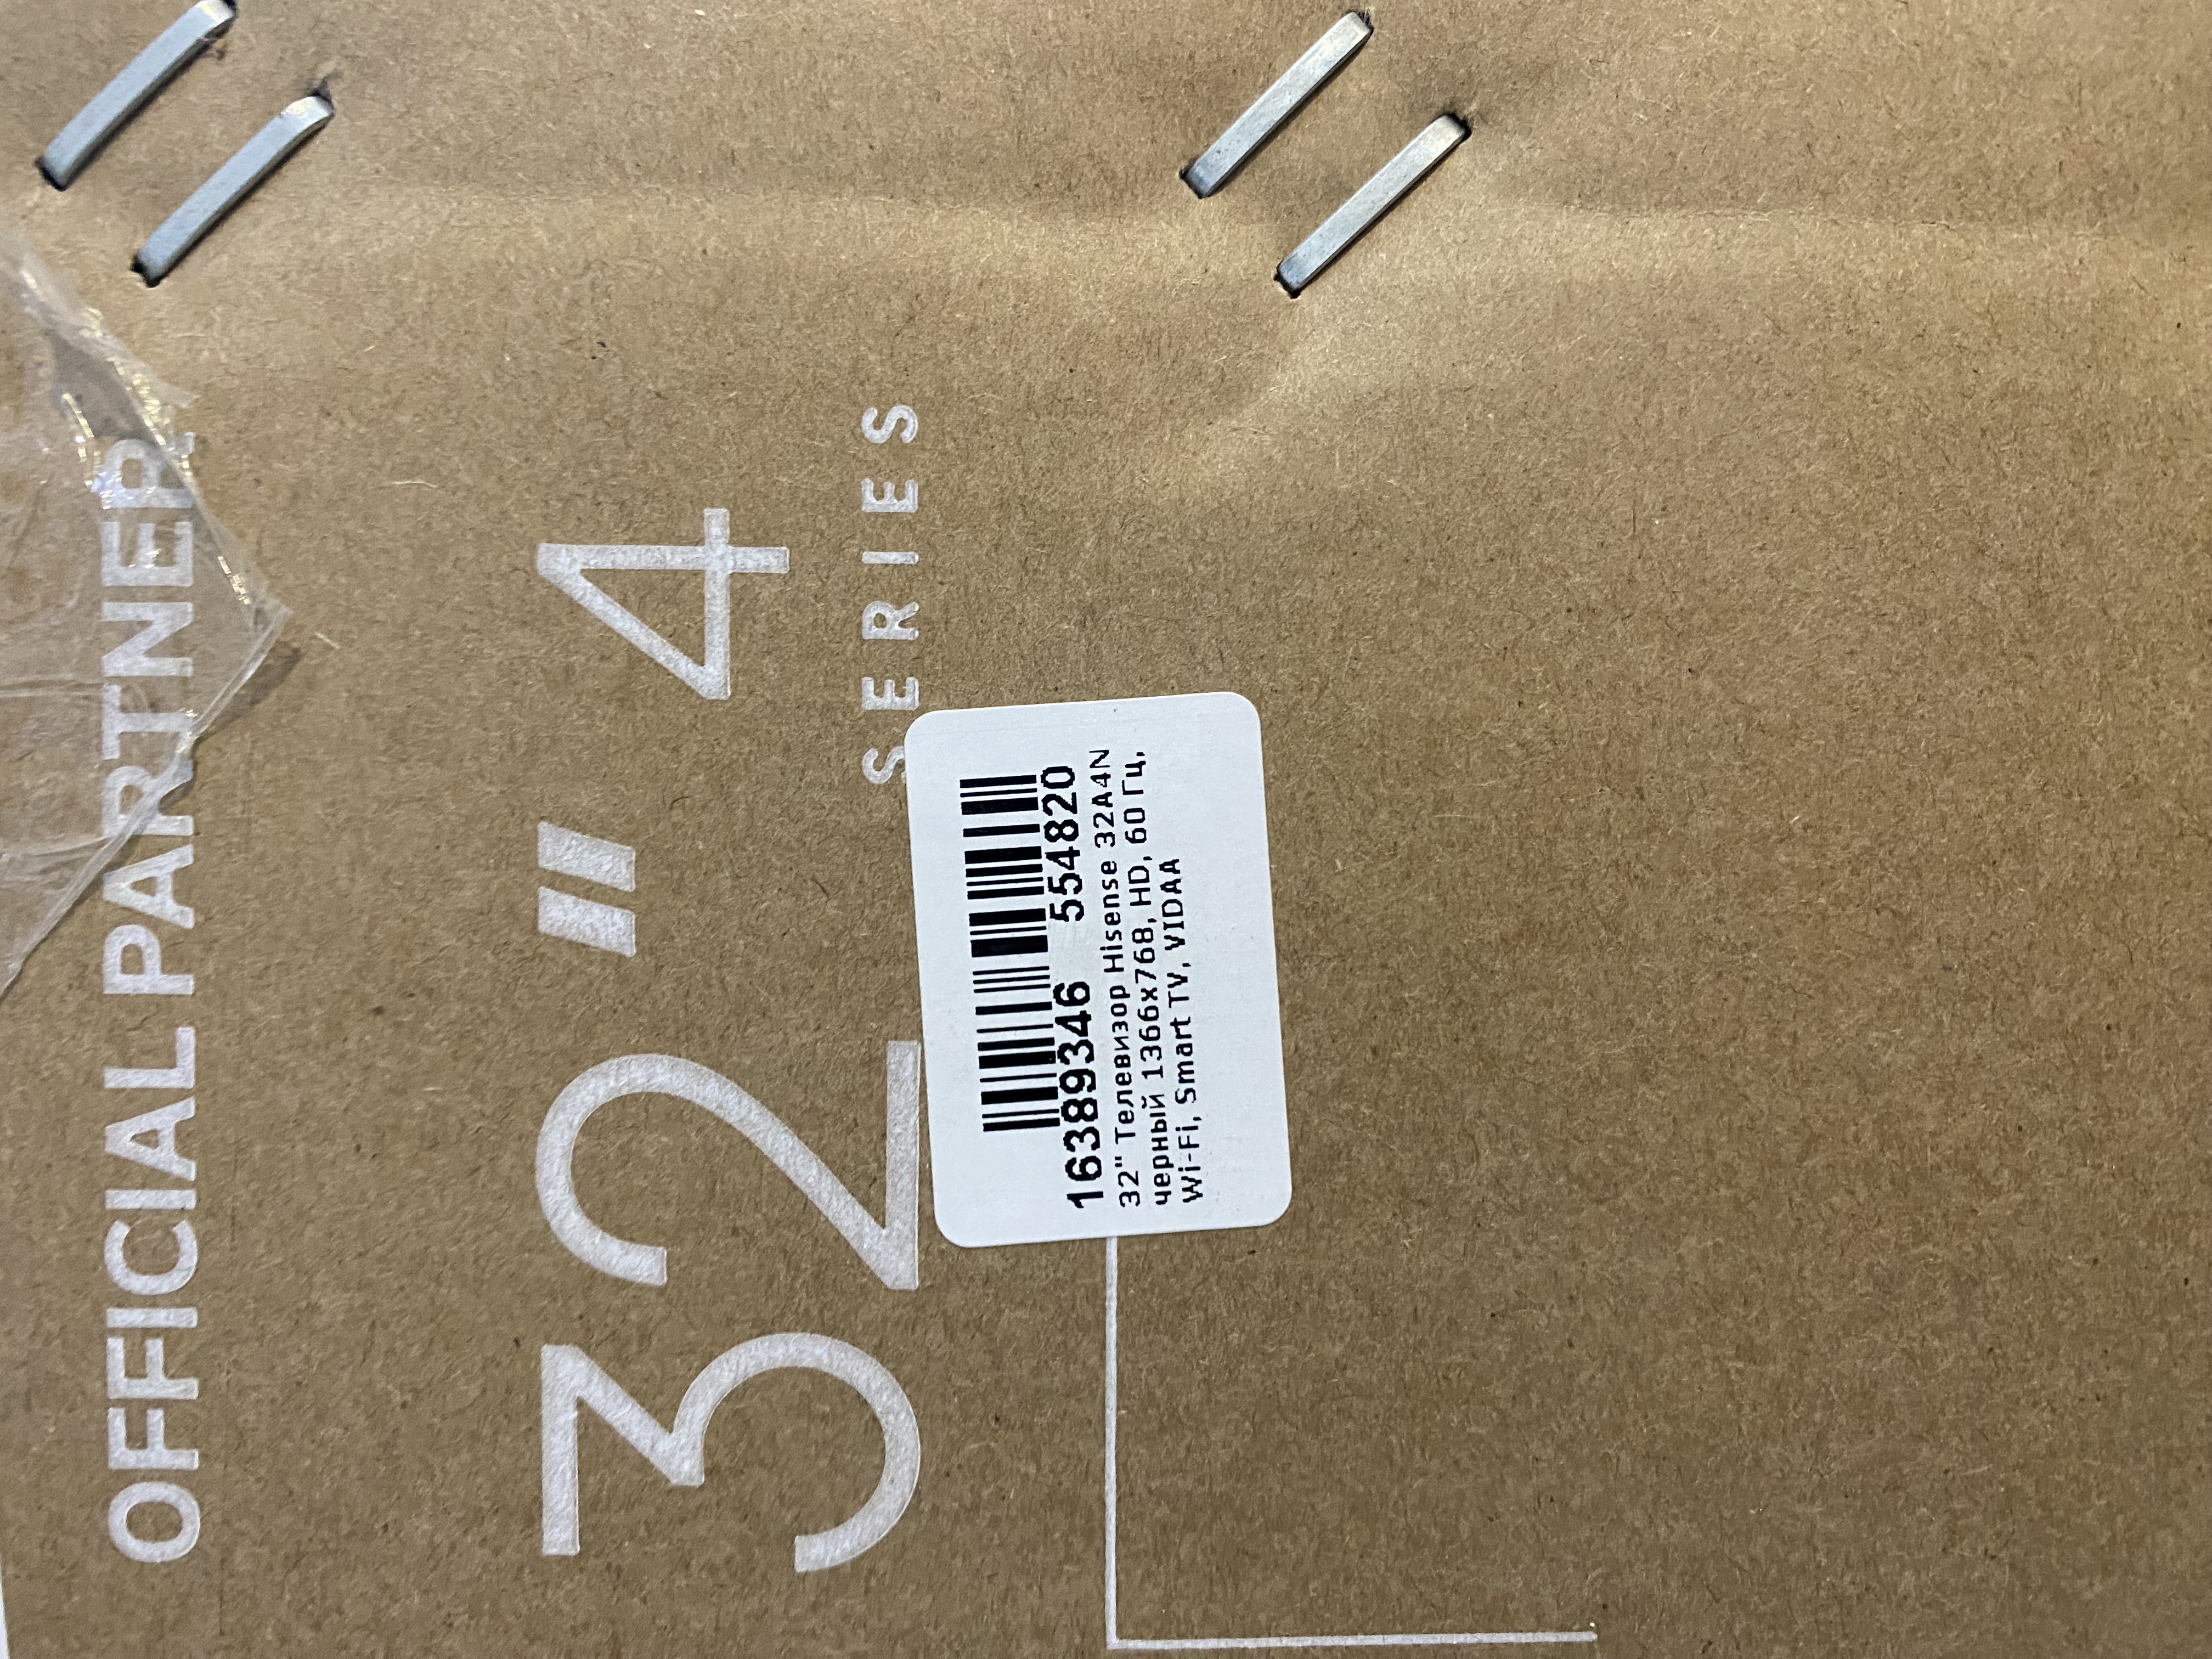 OFFICIAL PARTNER
32" 4
SERIES
16389346 554820
32" Телевизор Hisense 32A4N
черный 1366x768, HD, 60 Гц,
Wi-Fi, Smart TV, VIDAA